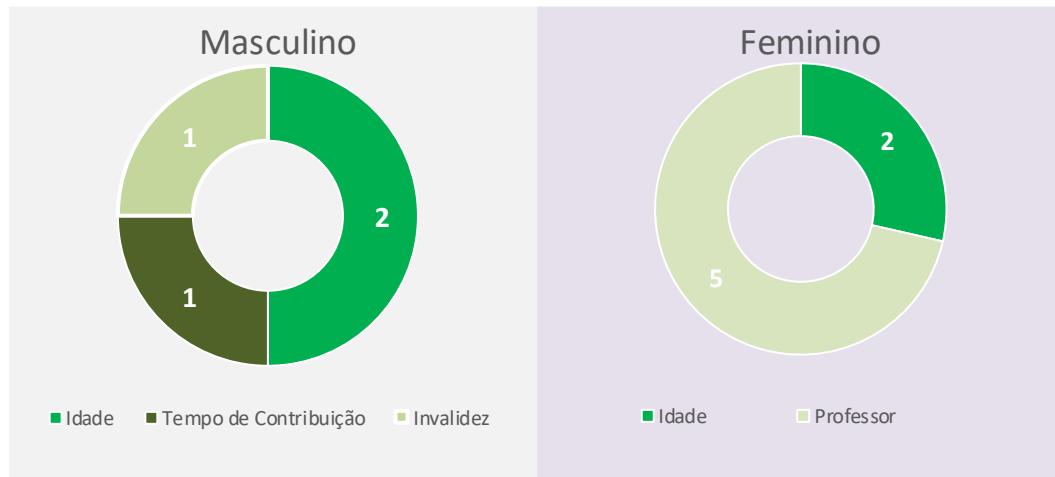 Masculino
1
2
1
Idade Tempo de Contribuição Invalidez
Feminino
2
5
Idade Professor